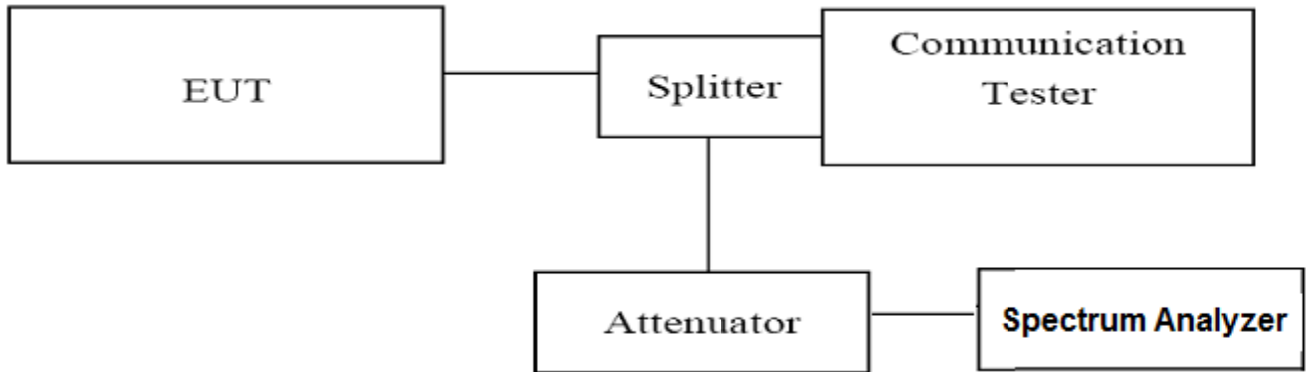 EUT
Splitter
Communication
Tester
Attenuator
Spectrum Analyzer